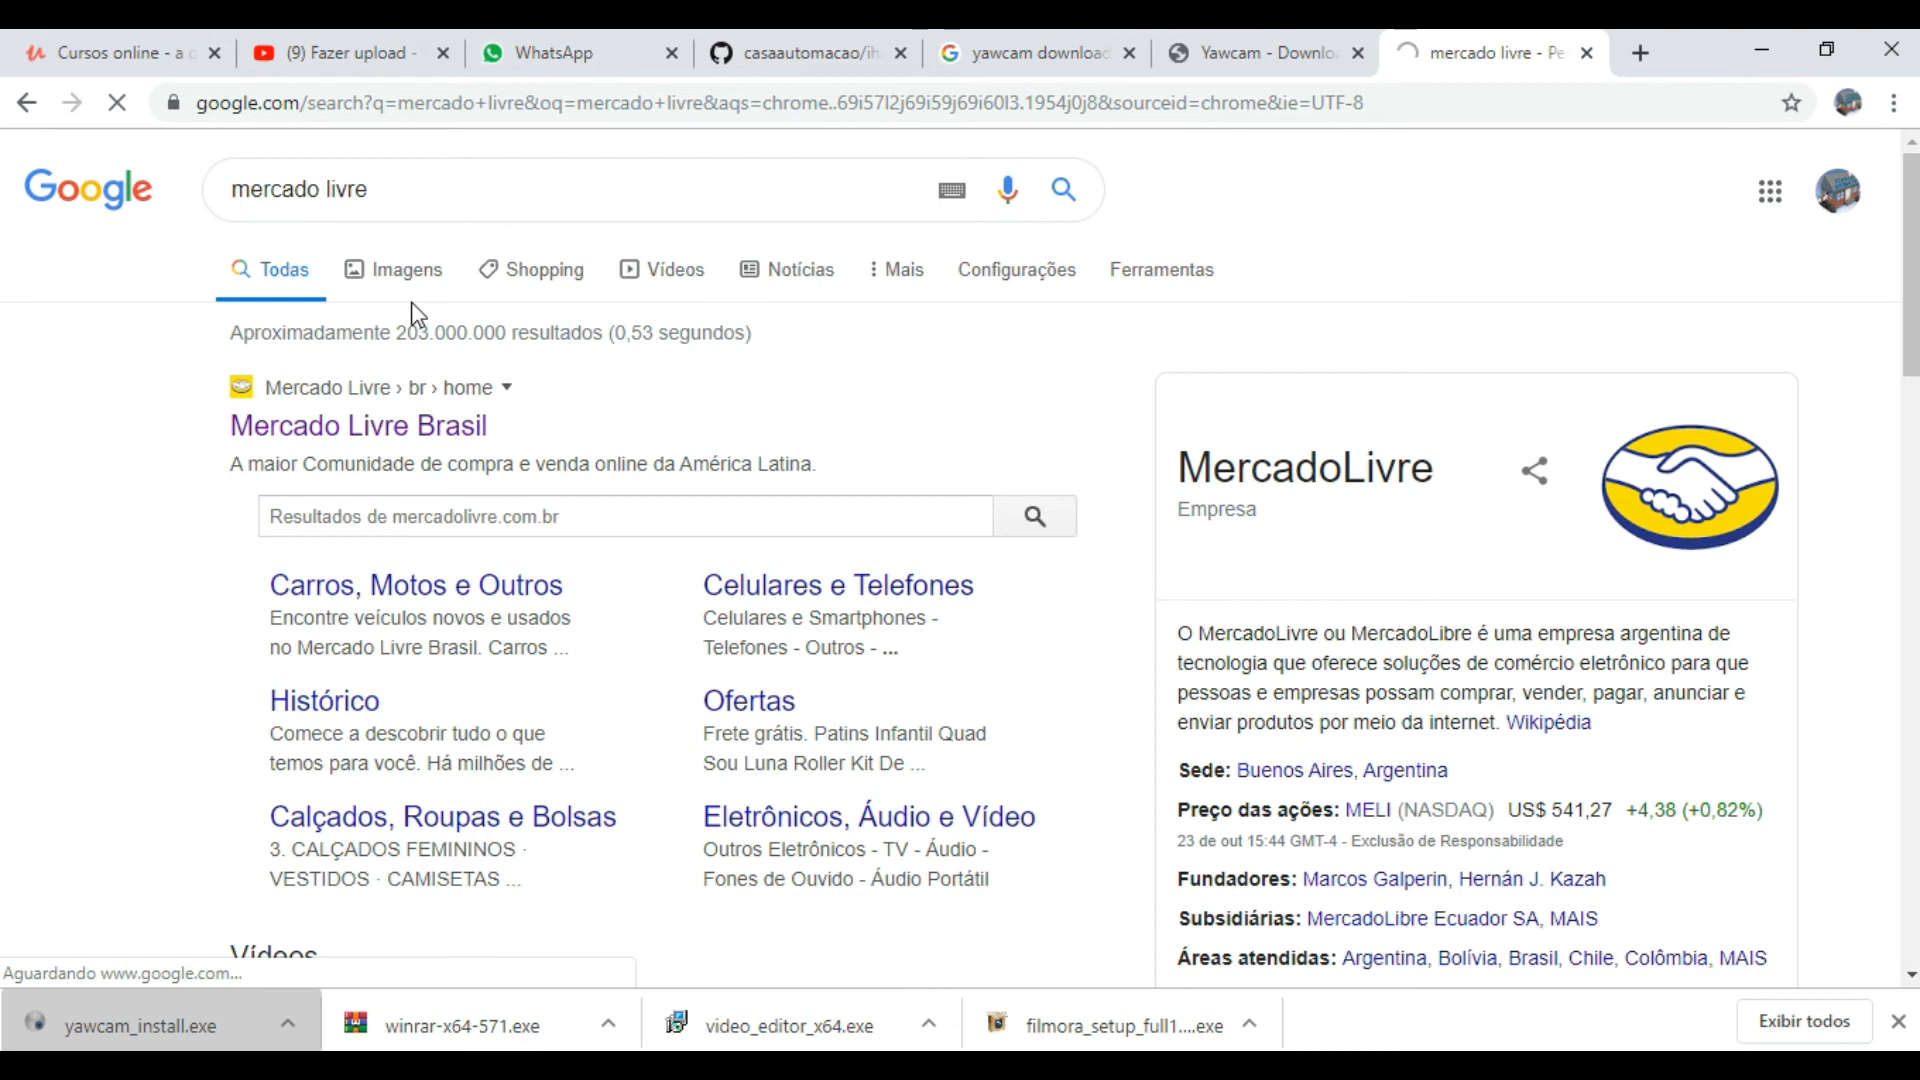 Cursos online - a q
(9) Fazer upload -
WhatsApp
casaautomacao/ih
yawcam download
Yawcam - Downlo
mercado livre - Pe
google.com/search?q=mercado+livre&oq=mercado+livre&aqs=chrome..69i57l2j69i59j69i60l3.1954j0j8&sourceid=chrome&ie=UTF-8
Google
mercado livre
Todas
Imagens
Shopping
Vídeos
Notícias
Mais
Configurações
Ferramentas
Aproximadamente 203.000.000 resultados (0,53 segundos)
Mercado Livre › br › home
Mercado Livre Brasil
A maior Comunidade de compra e venda online da América Latina.
Resultados de mercadolivre.com.br
Carros, Motos e Outros
Encontre veículos novos e usados
no Mercado Livre Brasil. Carros ...
Celulares e Telefones
Celulares e Smartphones -
Telefones - Outros - ...
Histórico
Comece a descobrir tudo o que
temos para você. Há milhões de ...
Ofertas
Frete grátis. Patins Infantil Quad
Sou Luna Roller Kit De ...
Calçados, Roupas e Bolsas
3. CALÇADOS FEMININOS ·
VESTIDOS · CAMISETAS ...
Eletrônicos, Áudio e Vídeo
Outros Eletrônicos - TV - Áudio -
Fones de Ouvido - Áudio Portátil
Vídeos
MercadoLivre
Empresa
O MercadoLivre ou MercadoLibre é uma empresa argentina de
tecnologia que oferece soluções de comércio eletrônico para que
pessoas e empresas possam comprar, vender, pagar, anunciar e
enviar produtos por meio da internet. Wikipédia
Sede: Buenos Aires, Argentina
Preço das ações: MELI (NASDAQ) US$ 541,27 +4,38 (+0,82%)
23 de out 15:44 GMT-4 - Exclusão de Responsabilidade
Fundadores: Marcos Galperin, Hernán J. Kazah
Subsidiárias: MercadoLibre Ecuador SA, MAIS
Áreas atendidas: Argentina, Bolívia, Brasil, Chile, Colômbia, MAIS
Aguardando www.google.com...
yawcam_install.exe
winrar-x64-571.exe
video_editor_x64.exe
filmora_setup_full1....exe
Exibir todos